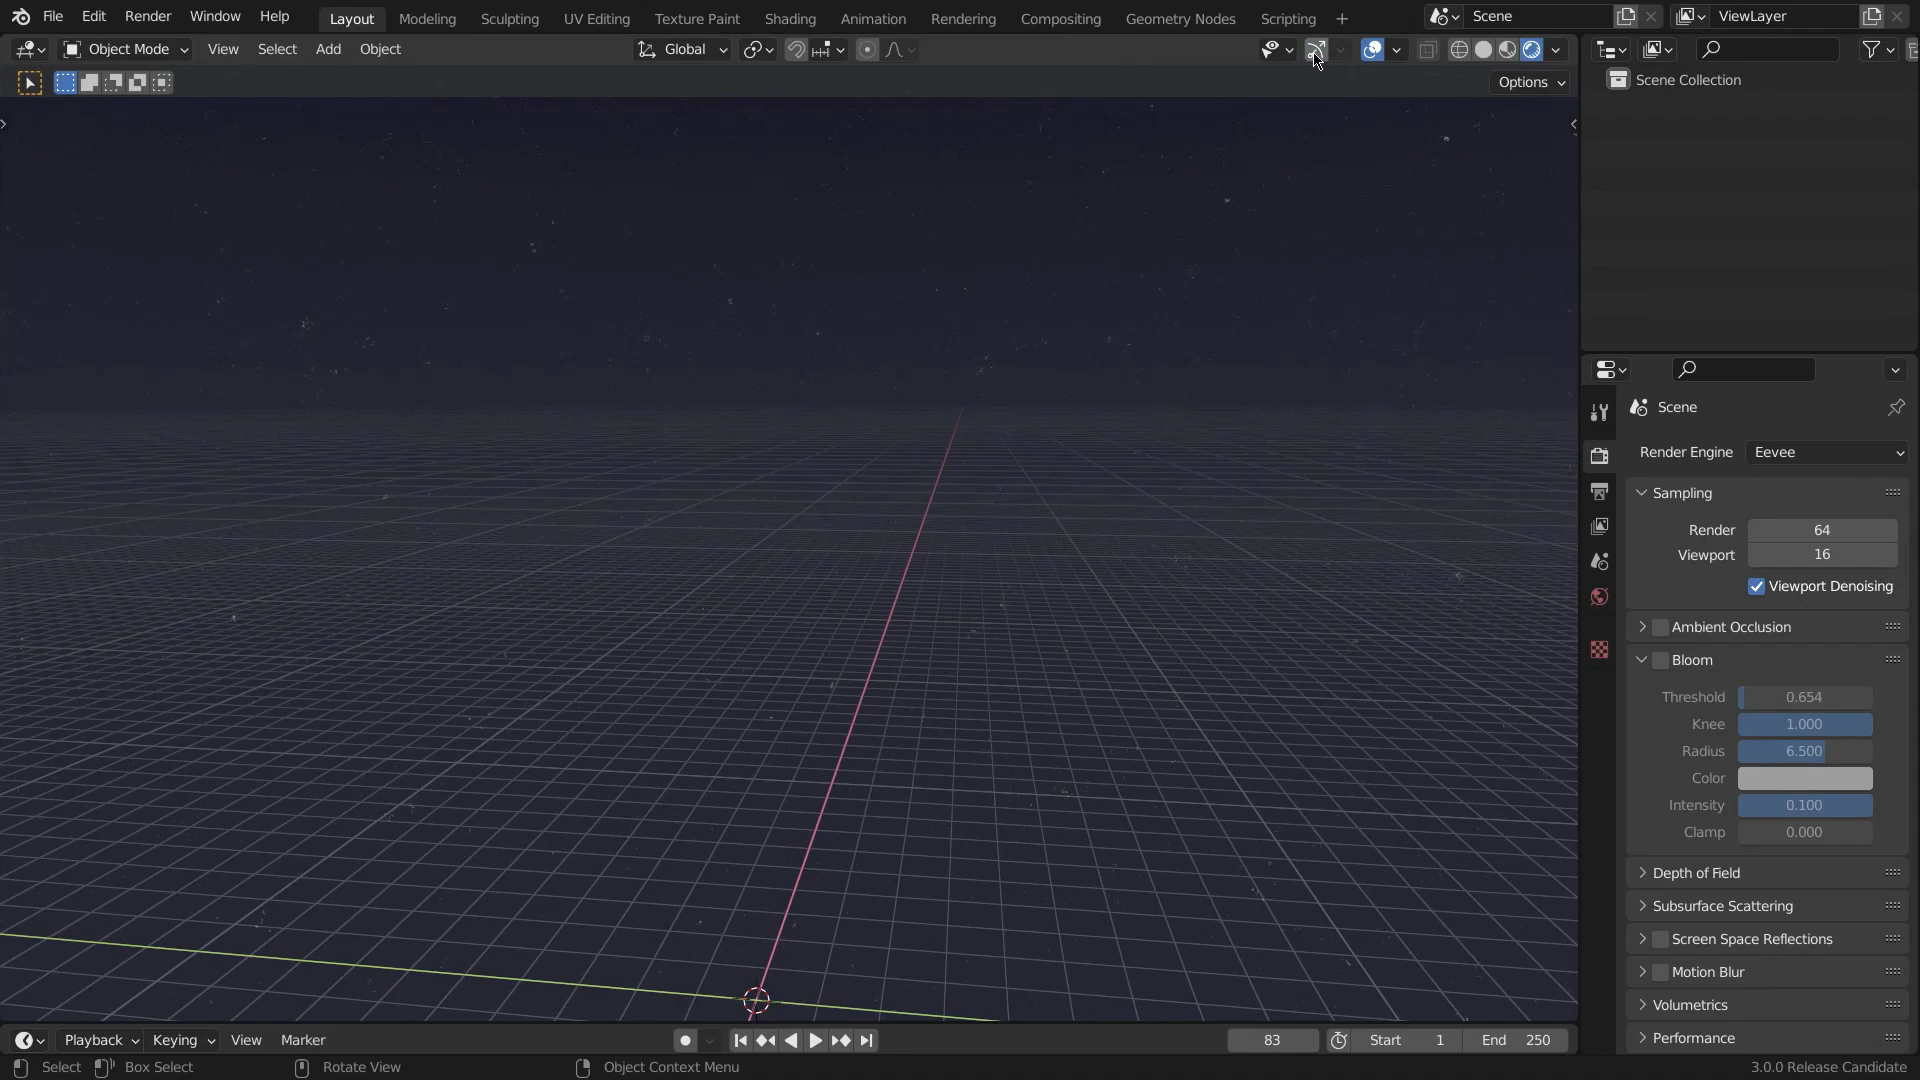 File Edit Render Window Help Layout Modeling Sculpting UV Editing Texture Paint Shading Animation Rendering Compositing Geometry Nodes Scripting + Scene ViewLayer
Object Mode View Select Add Object Global
Options
Scene Collection
Scene
Render Engine Eevee
Sampling
Render 64
Viewport 16
Viewport Denoising
Ambient Occlusion
Bloom
Threshold 0.654
Knee 1.000
Radius 6.500
Color
Intensity 0.100
Clamp 0.000
Depth of Field
Subsurface Scattering
Screen Space Reflections
Motion Blur
Volumetrics
Performance
Playback Keying View Marker 83 Start 1 End 250
Select Box Select Rotate View Object Context Menu 3.0.0 Release Candidate